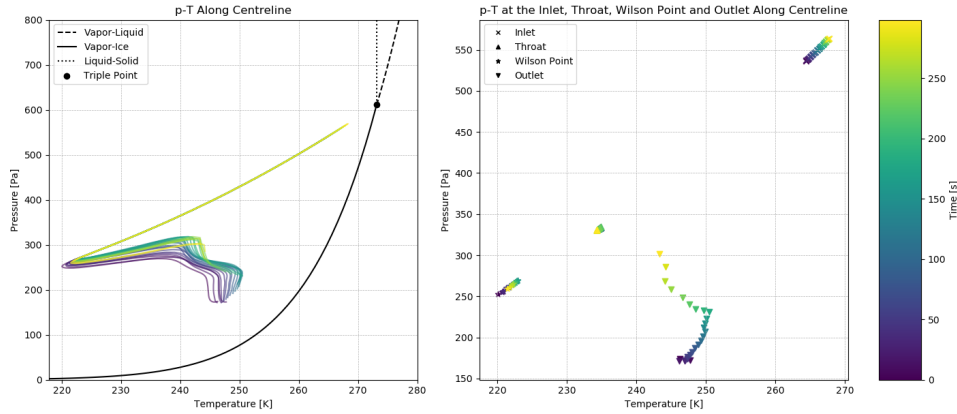 p-T Along Centreline
800
700
600
500
400
300
200
100
0
Pressure [Pa]
Vapor-Liquid
Vapor-Ice
Liquid-Solid
Triple Point
220 230 240 250 260 270 280
Temperature [K]
p-T at the Inlet, Throat, Wilson Point and Outlet Along Centreline
550
500
450
400
350
300
250
200
150
Pressure [Pa]
Inlet
Throat
Wilson Point
Outlet
220 230 240 250 260 270
Temperature [K]
250
200
150
100
50
0
Time [s]